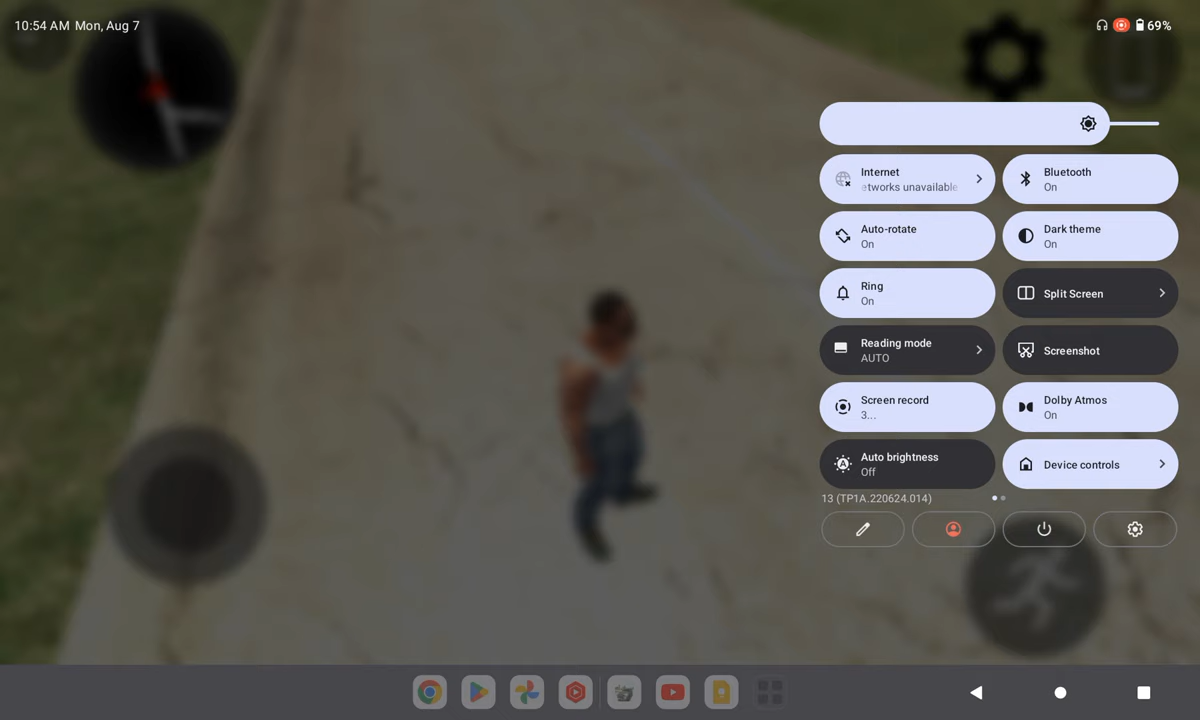 10:54 AM Mon, Aug 7
69%
Internet
etworks unavailable
Bluetooth
On
Auto-rotate
On
Dark theme
On
Ring
On
Split Screen
Reading mode
AUTO
Screenshot
Screen record
3...
Dolby Atmos
On
Auto brightness
Off
Device controls
13 (TP1A.220624.014)